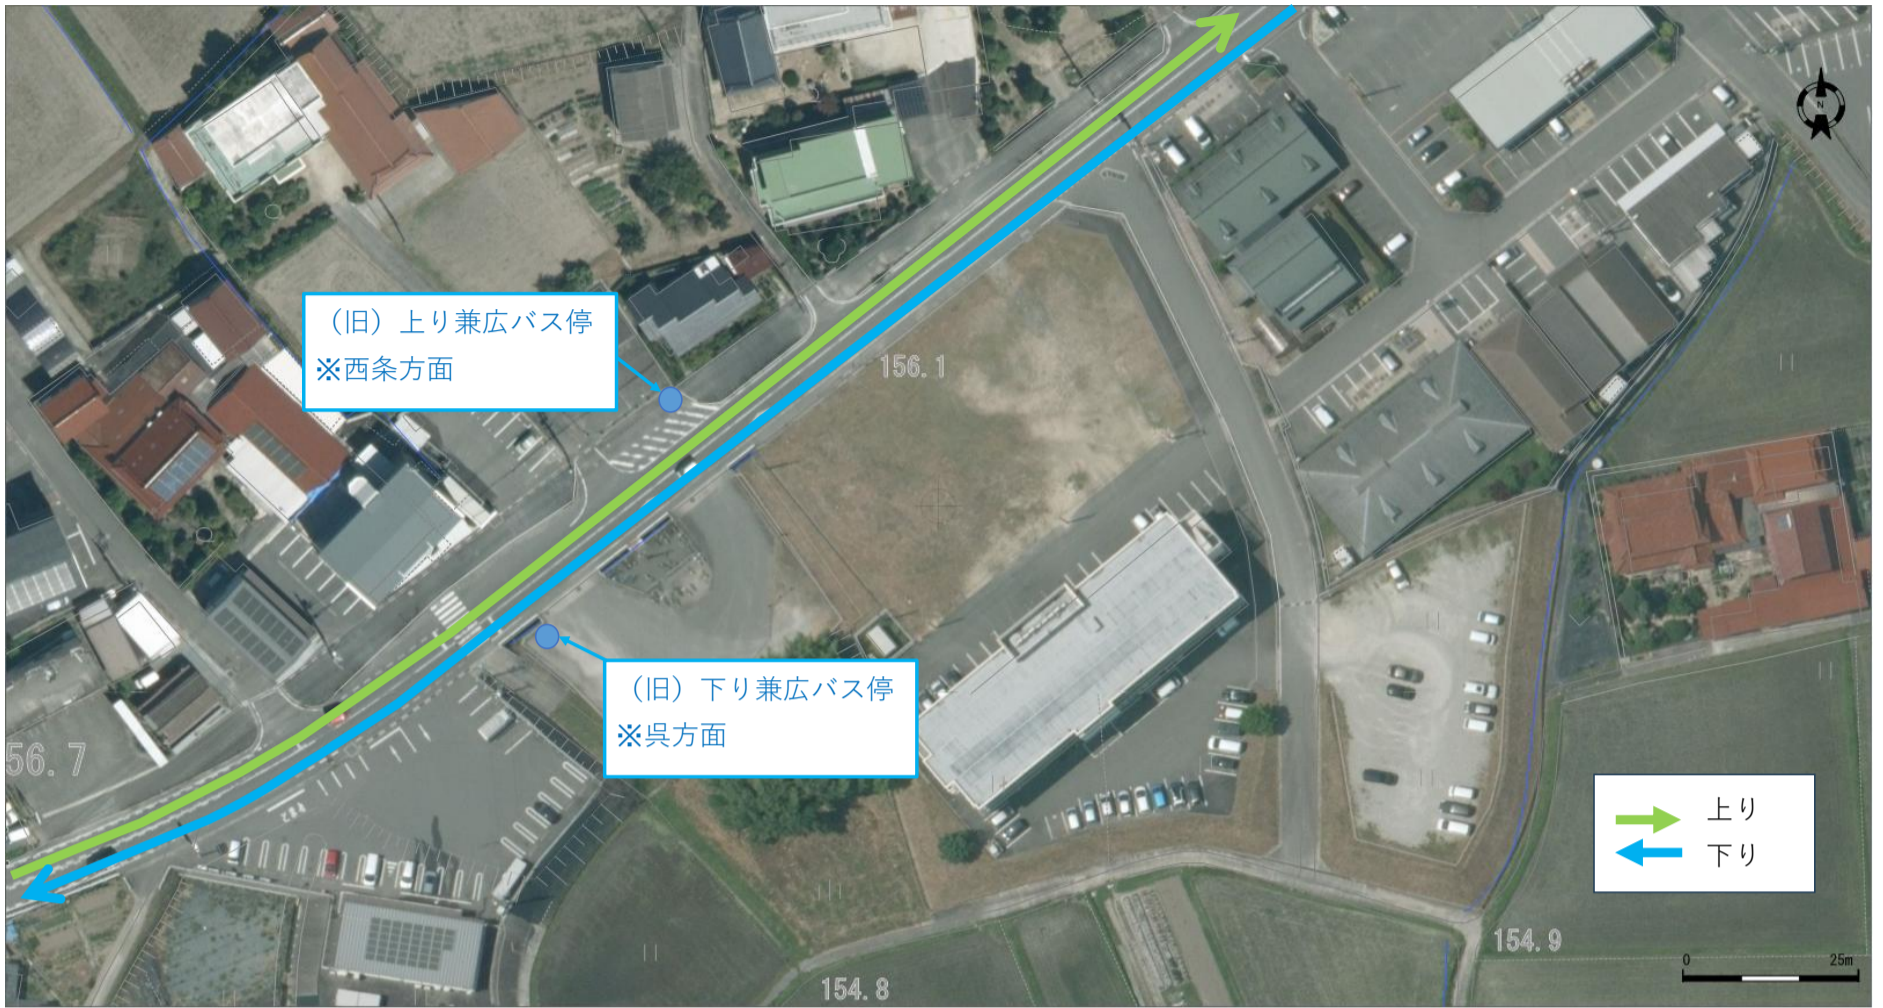 N
（旧）上り兼広バス停
※西条方面
156.1
（旧）下り兼広バス停
※呉方面
56.7
上り
下り
154.9
0 25m
154.8